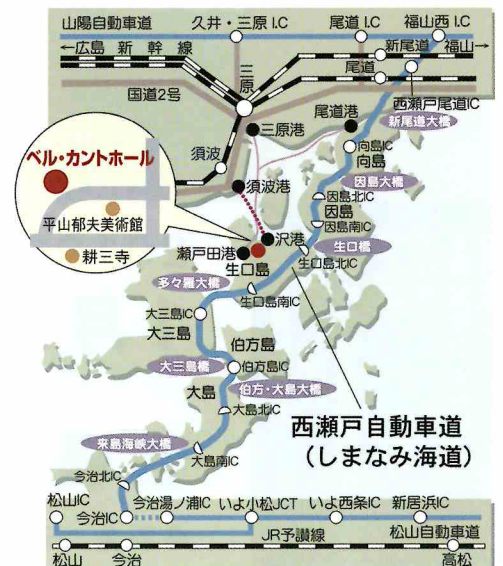 山陽自動車道
久井・三原I.C
尾道I.C
福山西I.C
←広島 新幹線
新尾道
福山→
三原
尾道
国道2号
西瀬戸尾道IC
尾道港
新尾道大橋
三原港
ベル・カントホール
須波
向島IC
向島
須波港
因島大橋
因島北IC
因島
平山郁夫美術館
沢港
因島南IC
瀬戸田港
生口橋
耕三寺
生口島
生口島北IC
多々羅大橋
生口島南IC
大三島IC
大三島
伯方島
大三島橋
伯方島IC
大島
伯方・大島大橋
大島北IC
西瀬戸自動車道
(しまなみ海道)
来島海峡大橋
大島南IC
今治北IC
松山IC
今治湯ノ浦IC
いよ小松JCT
いよ西条IC
新居浜IC
今治IC
JR予讃線
松山自動車道
松山
今治
高松